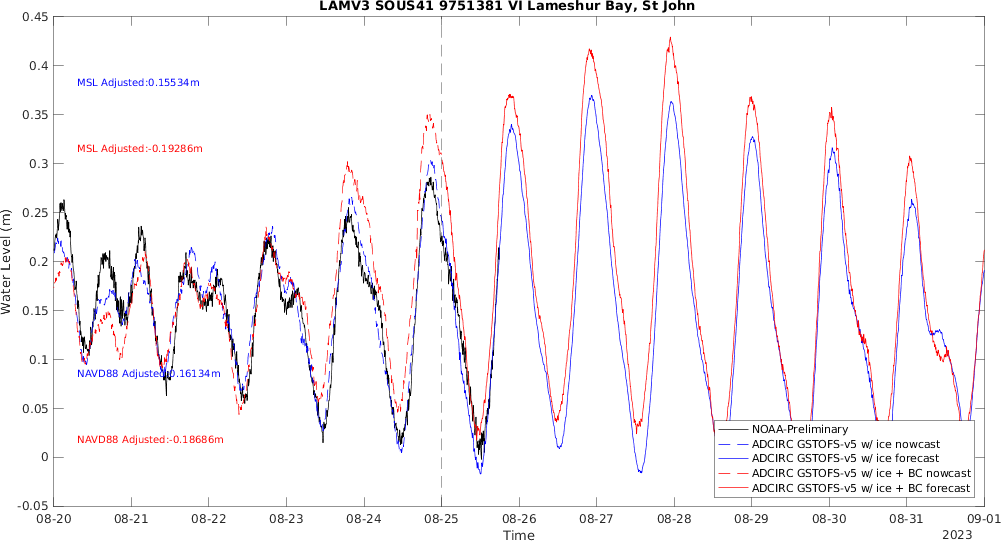 LAMV3 SOUS41 9751381 VI Lameshur Bay, St John
0.45
0.4
0.35
0.3
0.25
0.2
0.15
0.1
0.05
0
-0.05
Water Level (m)
MSL Adjusted:0.15534m
MSL Adjusted:-0.19286m
NAVD88 Adjusted:0.16134m
NAVD88 Adjusted:-0.18686m
NOAA-Preliminary
ADCIRC GSTOFS-v5 w/ ice nowcast
ADCIRC GSTOFS-v5 w/ ice forecast
ADCIRC GSTOFS-v5 w/ ice + BC nowcast
ADCIRC GSTOFS-v5 w/ ice + BC forecast
08-20 08-21 08-22 08-23 08-24 08-25 08-26 08-27 08-28 08-29 08-30 08-31 09-01
Time
2023